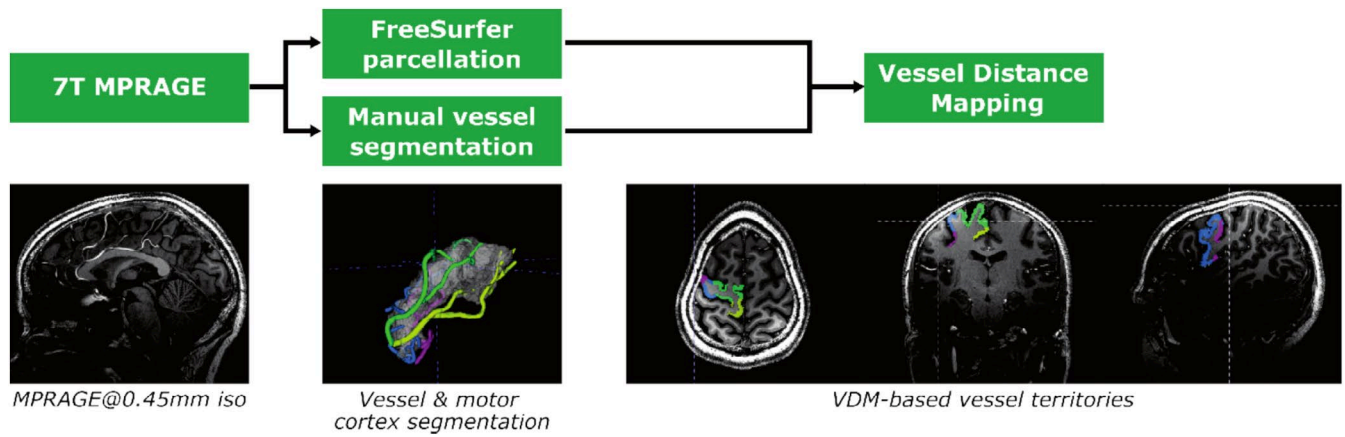 7T MPRAGE
FreeSurfer
parcellation
Manual vessel
segmentation
Vessel Distance
Mapping
MPRAGE@0.45mm iso
Vessel & motor
cortex segmentation
VDM-based vessel territories